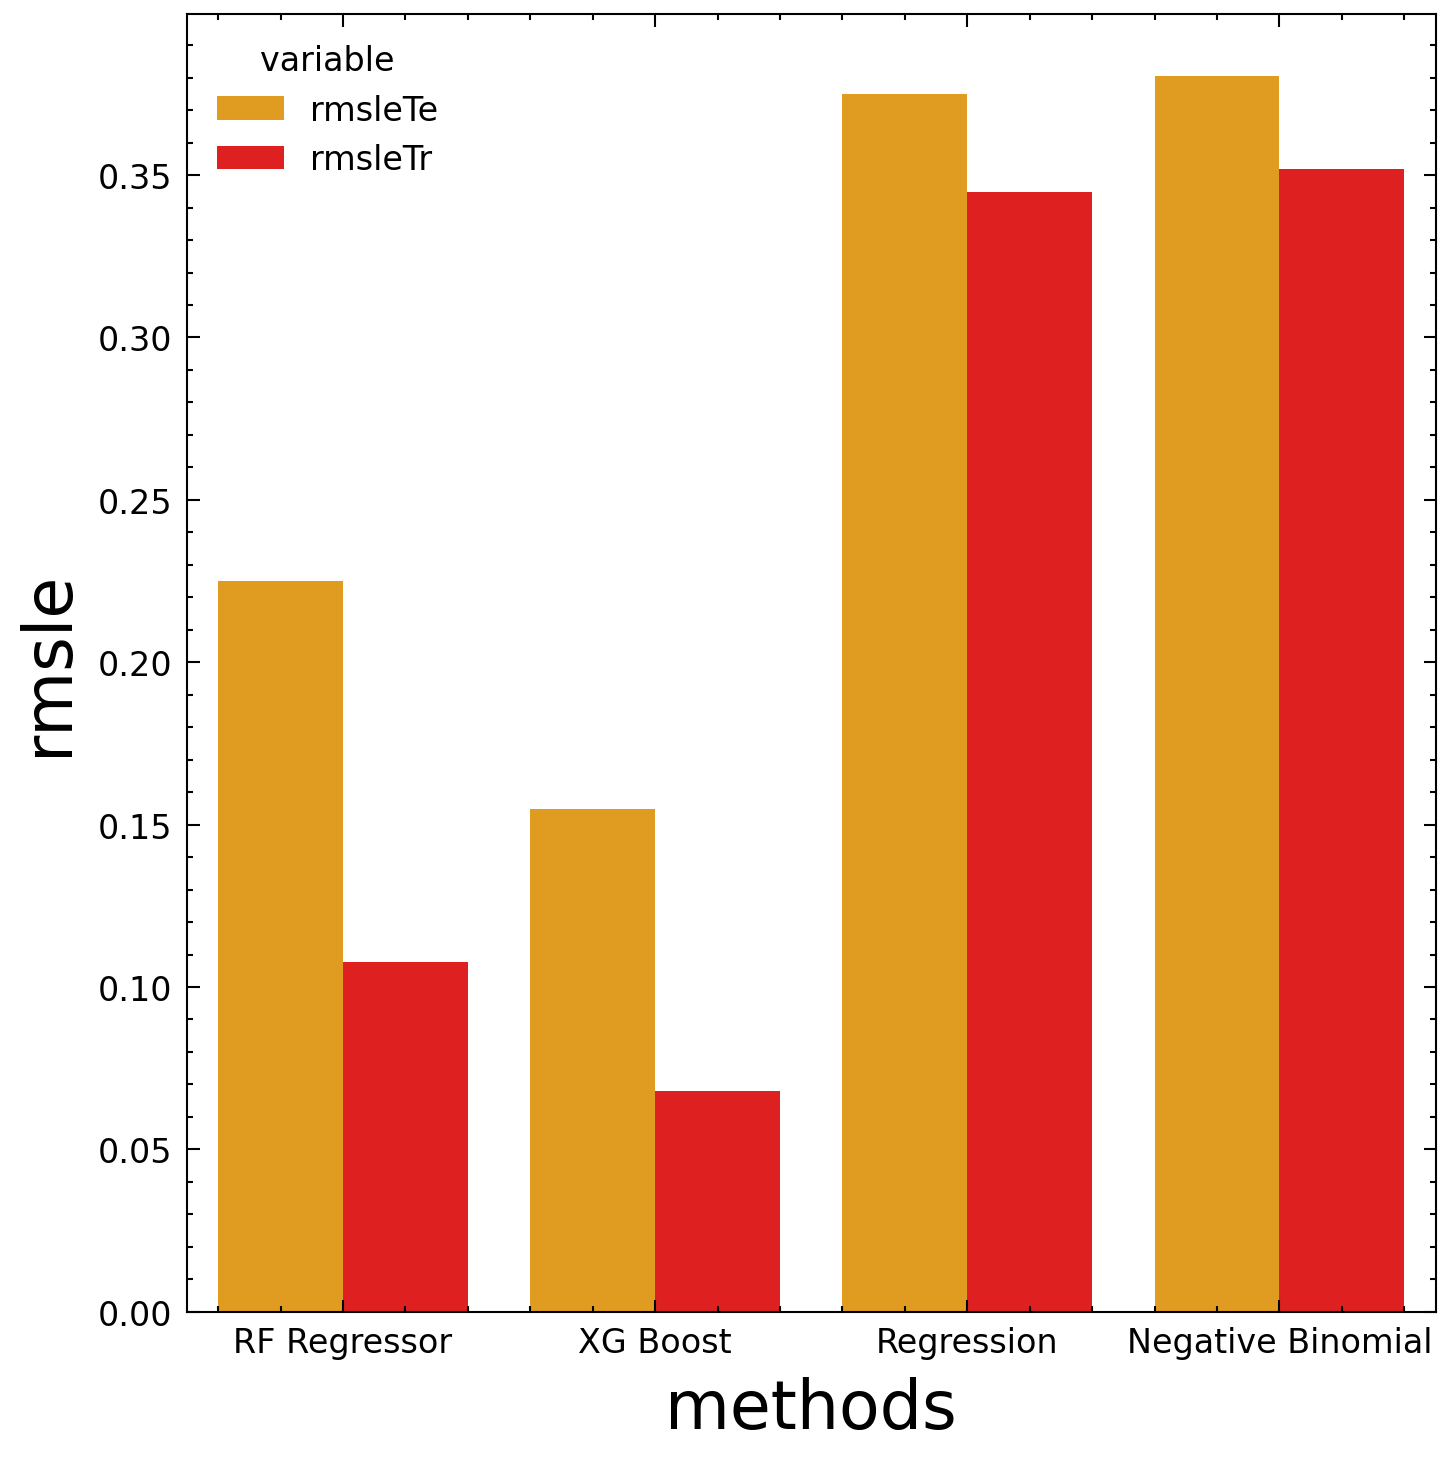 variable
rmsleTe
rmsleTr
0.35
0.30
0.25
0.20
0.15
0.10
0.05
0.00
rmsle
RF Regressor XG Boost Regression Negative Binomial
methods